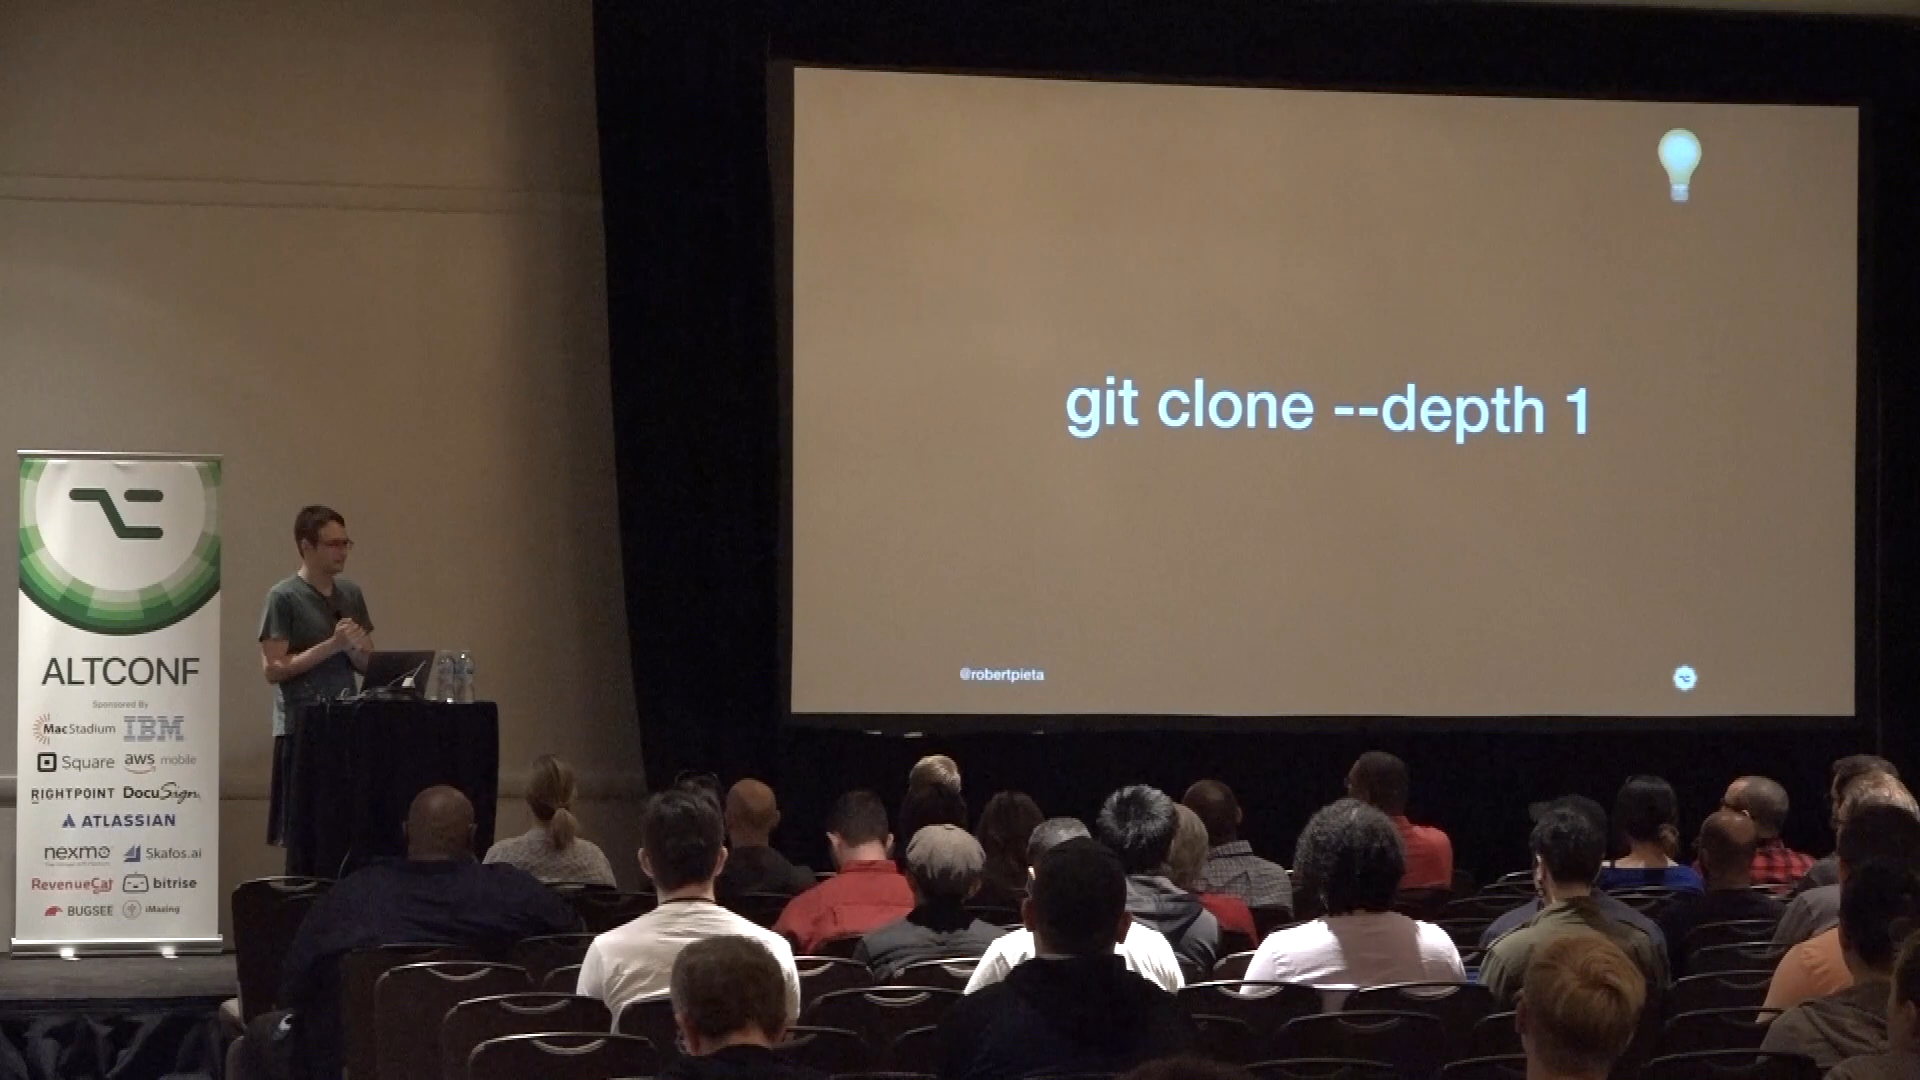 git clone --depth 1
@robertpieta
ALTCONF
Sponsored By
MacStadium IBM
Square aws mobile
RIGHTPOINT DocuSign
ATLASSIAN
nexmo Skafos.ai
RevenueCat bitrise
BUGSEE iMazing